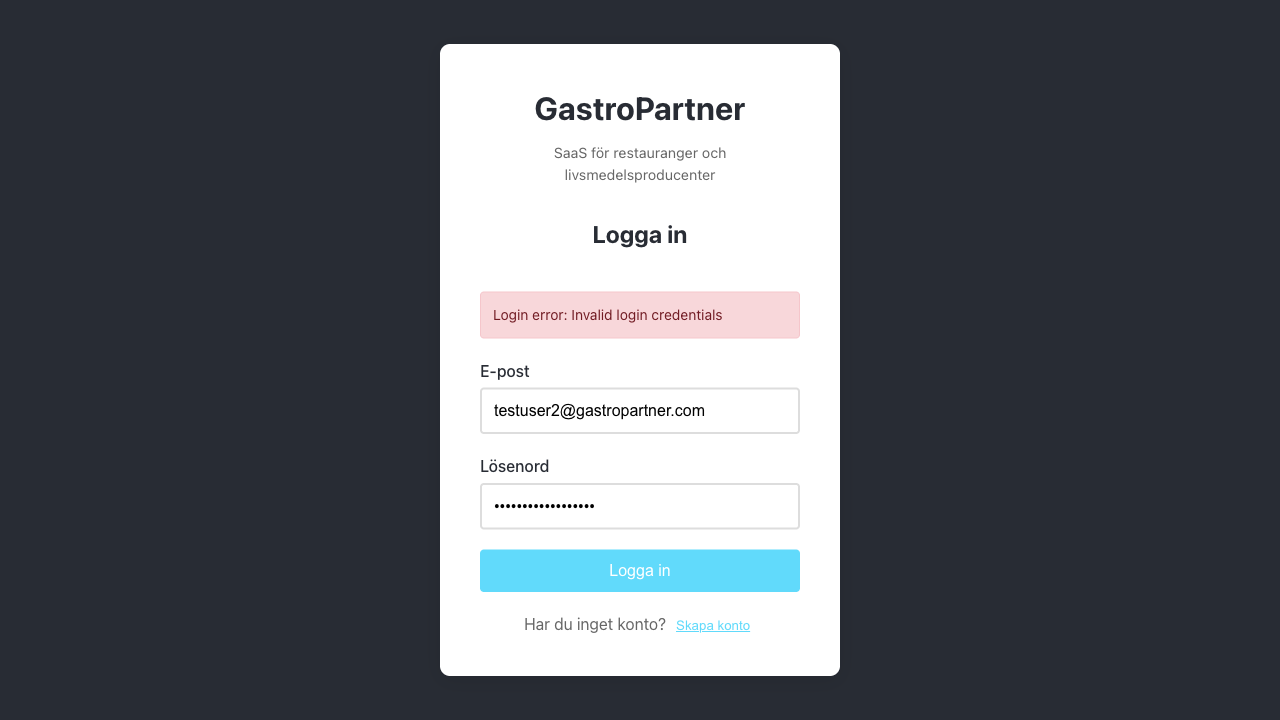 GastroPartner
SaaS för restauranger och
livsmedelsproducenter
Logga in
Login error: Invalid login credentials
E-post
testuser2@gastropartner.com
Lösenord
••••••••••••••••••
Logga in
Har du inget konto? Skapa konto